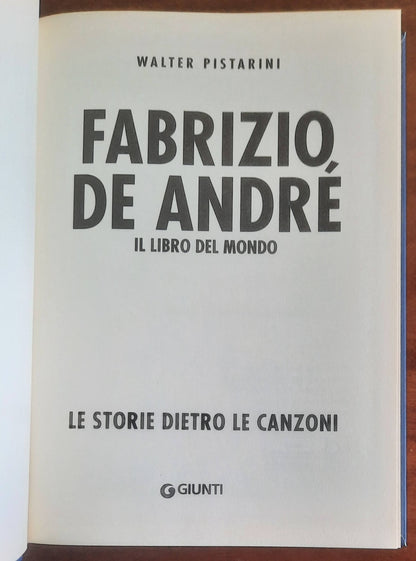 WALTER PISTARINI
FABRIZIO
DE ANDRÉ
IL LIBRO DEL MONDO
LE STORIE DIETRO LE CANZONI
GIUNTI